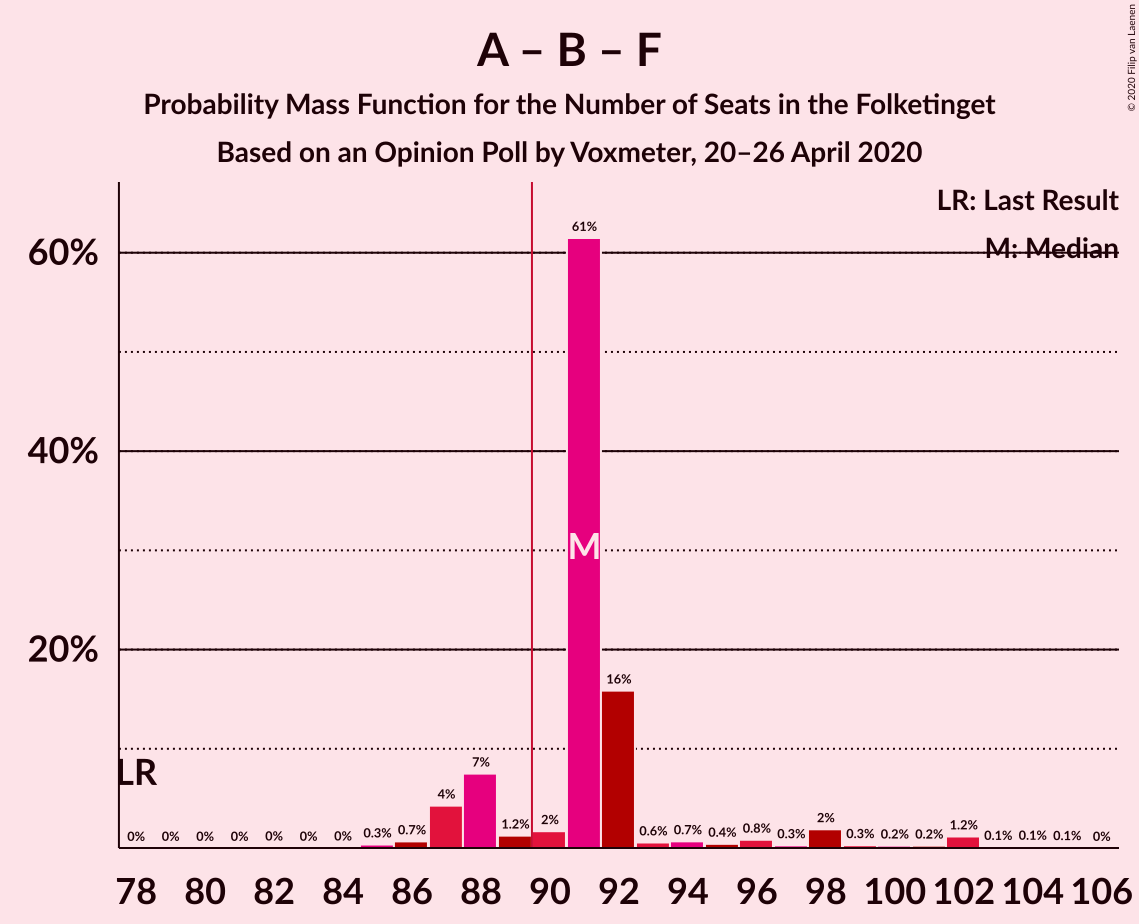 A – B – F
Probability Mass Function for the Number of Seats in the Folketinget
Based on an Opinion Poll by Voxmeter, 20–26 April 2020
© 2020 Filip van Laenen
LR: Last Result
M: Median
60%
40%
20%
61%
M
16%
LR
7%
4%
0% 0% 0% 0% 0% 0% 0% 0.3% 0.7% 1.2% 2% 0.6% 0.7% 0.4% 0.8% 0.3% 2% 0.3% 0.2% 0.2% 1.2% 0.1% 0.1% 0.1% 0%
78 80 82 84 86 88 90 92 94 96 98 100 102 104 106